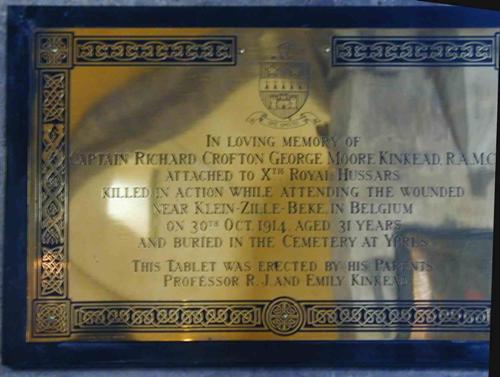 In loving memory of
Captain Richard Crofton George Moore Kinkead, R.A.M.C.
attached to Xth Royal Hussars
killed in action while attending the wounded
near Klein-Zille-Beke, in Belgium
on 30th Oct. 1914, aged 31 years
and buried in the Cemetery at Ypres
This Tablet was erected by his Parents
Professor R.J. and Emily Kinkead